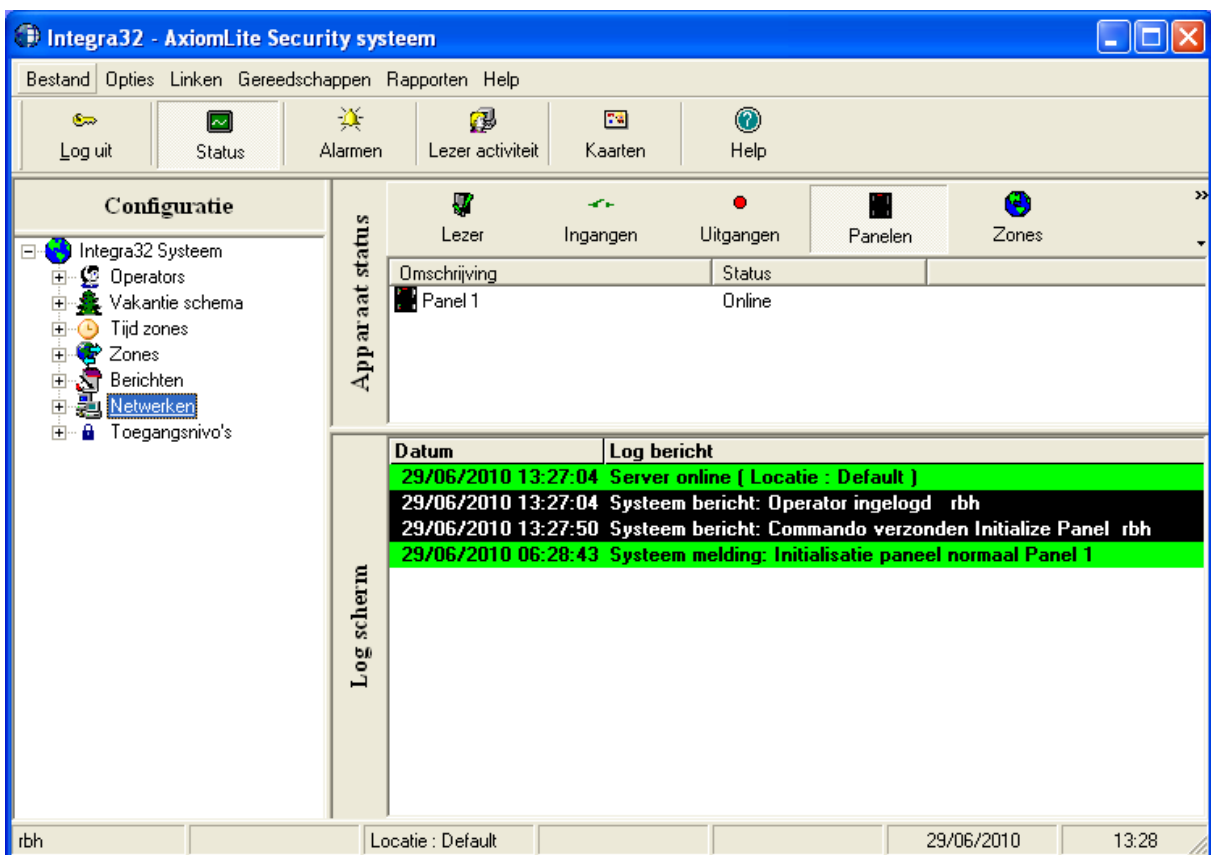 Integra32 - AxiomLite Security systeem
Bestand Opties Linken Gereedschappen Rapporten Help
Log uit Status Alarmen Lezer activiteit Kaarten Help
Configuratie
Integra32 Systeem
Operators
Vakantie schema
Tijd zones
Zones
Berichten
Netwerken
Toegangsnivo's
Apparaat status
Lezer Ingangen Uitgangen Panelen Zones
Omschrijving Status
Panel 1 Online
Log scherm
Datum Log bericht
29/06/2010 13:27:04 Server online ( Locatie : Default )
29/06/2010 13:27:04 Systeem bericht: Operator ingelogd rbh
29/06/2010 13:27:50 Systeem bericht: Commando verzonden Initialize Panel rbh
29/06/2010 06:28:43 Systeem melding: Initialisatie paneel normaal Panel 1
rbh Locatie : Default 29/06/2010 13:28